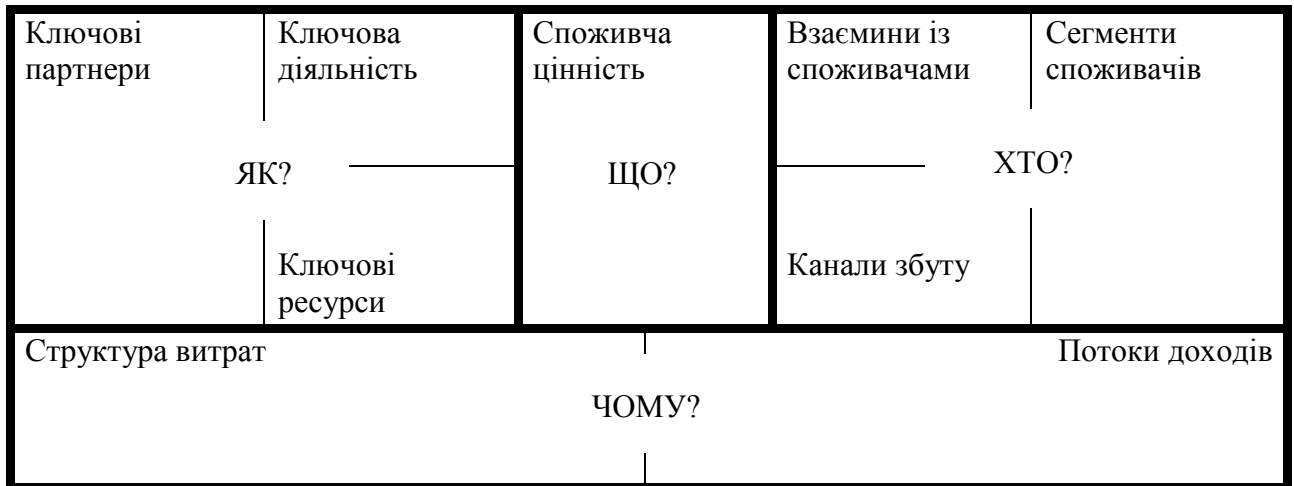 Ключові
партнери
Ключова
діяльність
Споживча
цінність
Взаємини із
споживачами
Сегменти
споживачів
ЯК?
ЩО?
ХТО?
Ключові
ресурси
Канали збуту
Структура витрат
Потоки доходів
ЧОМУ?